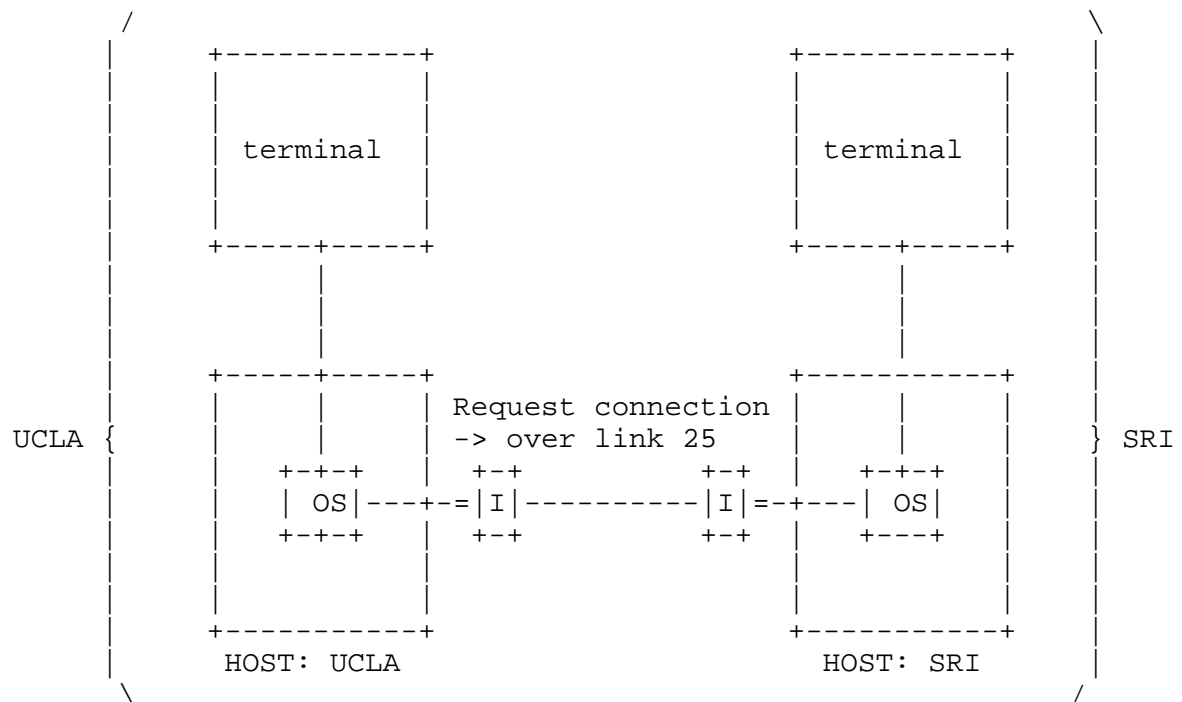 terminal terminal
Request connection
UCLA { -> over link 25 } SRI
OS I I OS
HOST: UCLA HOST: SRI